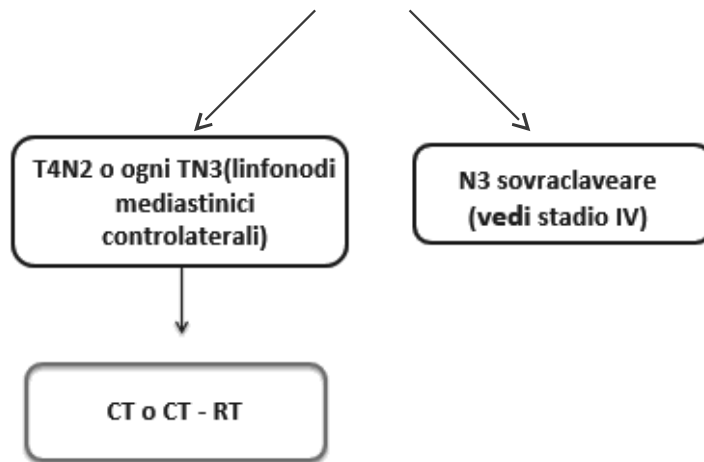 T4N2 o ogni TN3(linfonodi
mediastinici
controlaterali)
N3 sovraclaveare
(vedi stadio IV)
CT o CT - RT